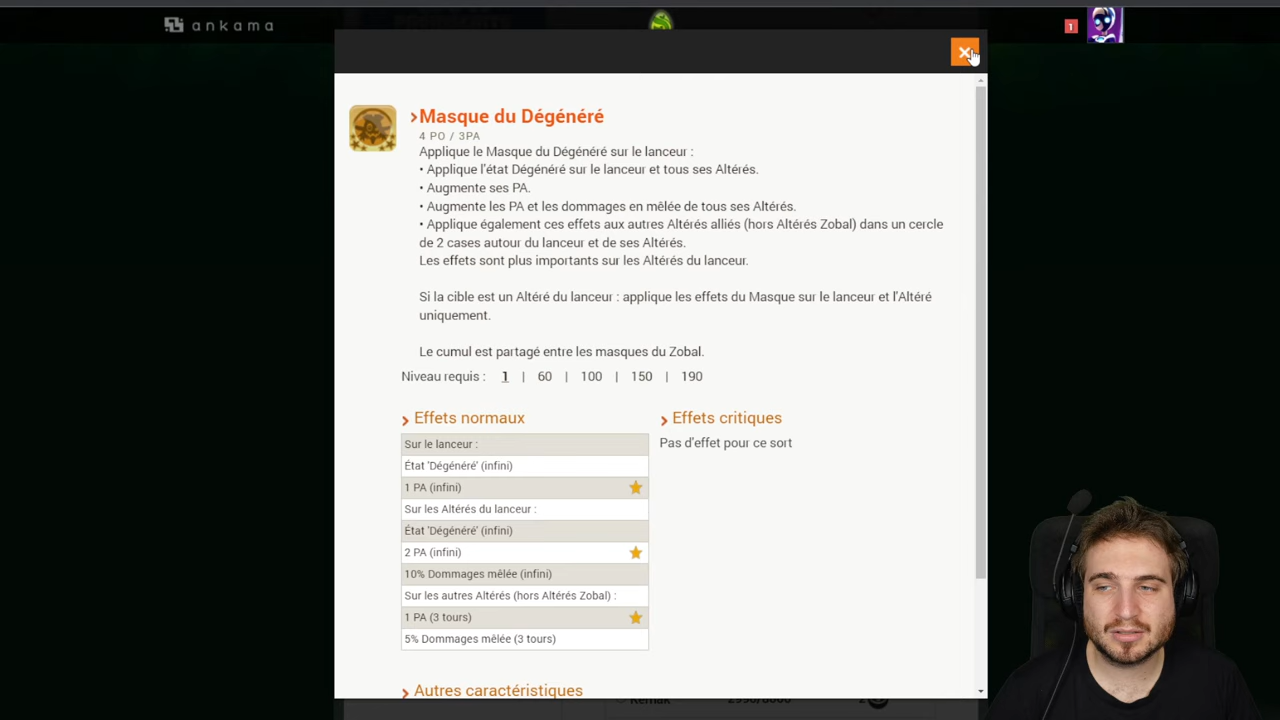 ankama
1
Masque du Dégénéré
4 PO / 3PA
Applique le Masque du Dégénéré sur le lanceur :
• Applique l'état Dégénéré sur le lanceur et tous ses Altérés.
• Augmente ses PA.
• Augmente les PA et les dommages en mêlée de tous ses Altérés.
• Applique également ces effets aux autres Altérés alliés (hors Altérés Zobal) dans un cercle
de 2 cases autour du lanceur et de ses Altérés.
Les effets sont plus importants sur les Altérés du lanceur.
Si la cible est un Altéré du lanceur : applique les effets du Masque sur le lanceur et l'Altéré
uniquement.
Le cumul est partagé entre les masques du Zobal.
Niveau requis : 1 | 60 | 100 | 150 | 190
Effets normaux
Sur le lanceur :
État 'Dégénéré' (infini)
1 PA (infini)
Sur les Altérés du lanceur :
État 'Dégénéré' (infini)
2 PA (infini)
10% Dommages mêlée (infini)
Sur les autres Altérés (hors Altérés Zobal) :
1 PA (3 tours)
5% Dommages mêlée (3 tours)
Effets critiques
Pas d'effet pour ce sort
Autres caractéristiques